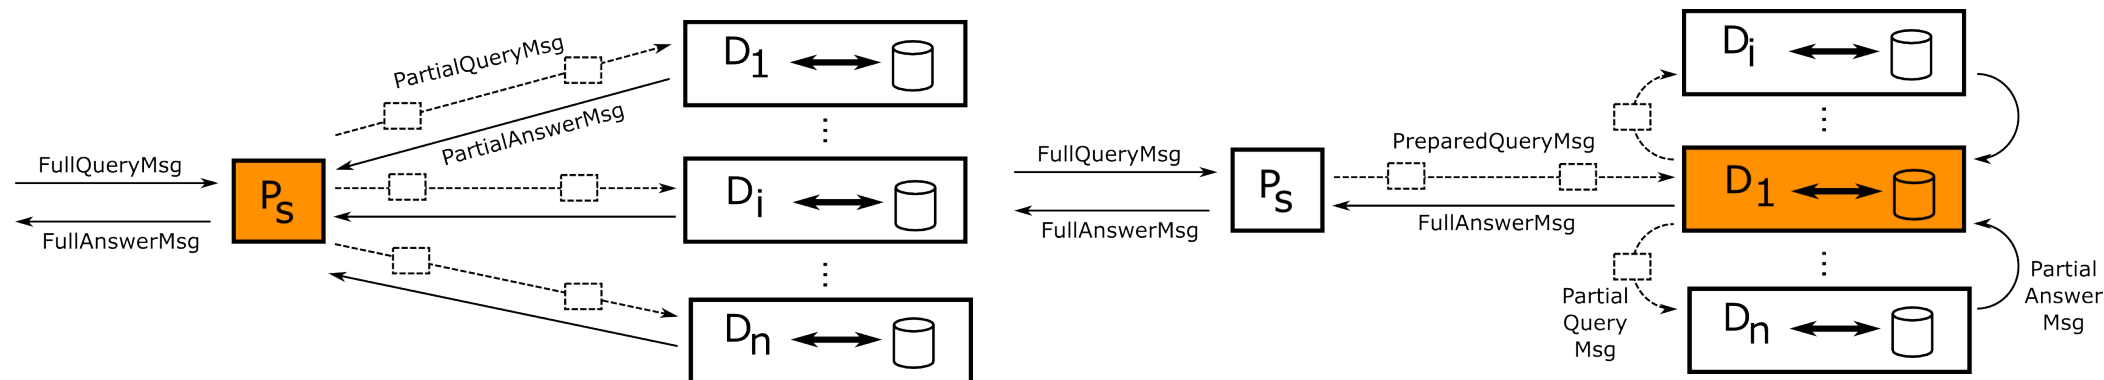 PartialQueryMsg
D1
PartialAnswerMsg
FullQueryMsg
Ps
FullAnswerMsg
Di
Dn
Di
PreparedQueryMsg
FullQueryMsg
Ps
D1
FullAnswerMsg
FullAnswerMsg
Partial
Query
Msg
Dn
Partial
Answer
Msg